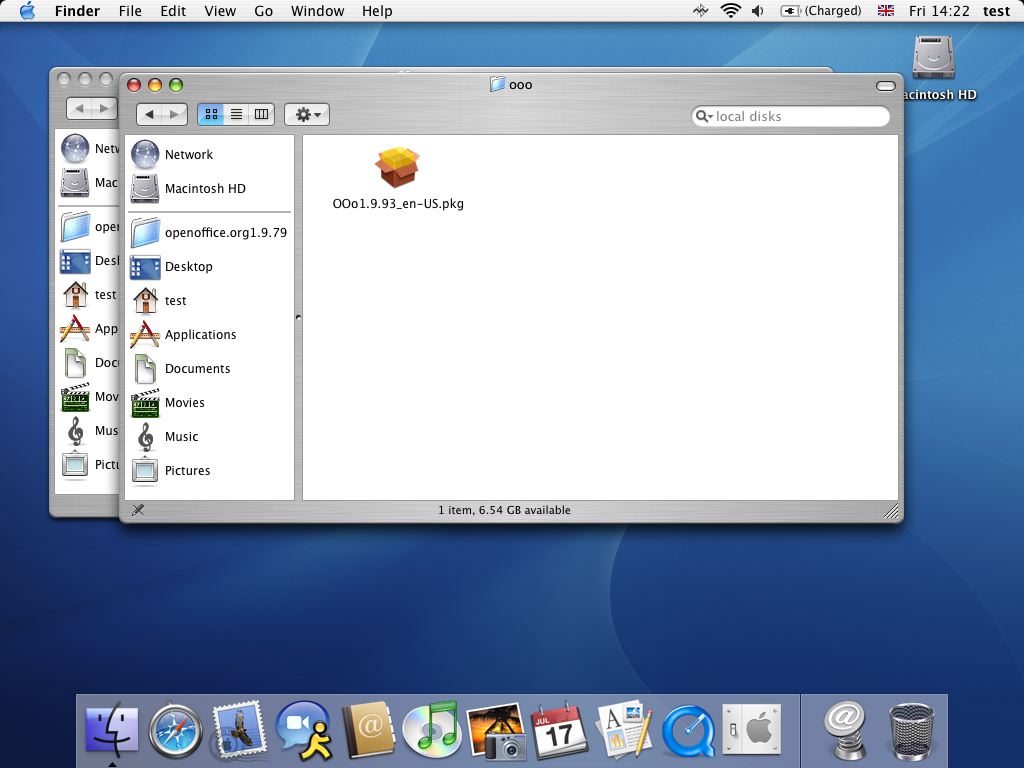 Finder File Edit View Go Window Help (Charged) Fri 14:22 test
ooo
local disks
Macintosh HD
Network
Macintosh HD
openoffice.org1.9.79
Desktop
test
Applications
Documents
Movies
Music
Pictures
OOo1.9.93_en-US.pkg
1 item, 6.54 GB available
Netw
Mac
open
Desk
test
App
Docu
Mov
Mus
Pictu
@
JUL
17
A
@